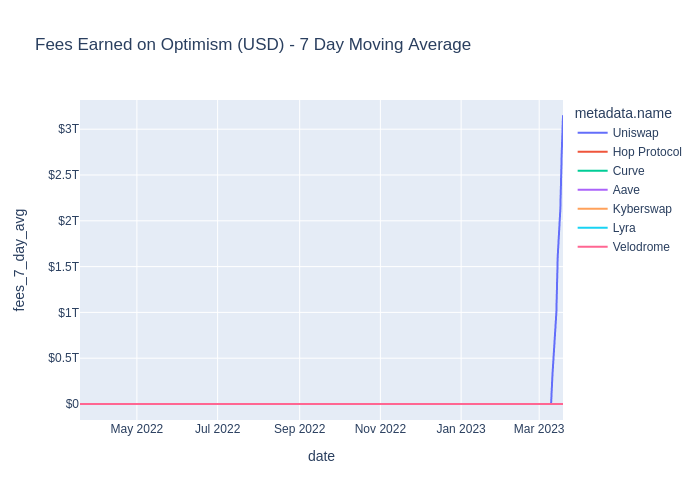 Fees Earned on Optimism (USD) - 7 Day Moving Average
metadata.name
Uniswap
Hop Protocol
Curve
Aave
Kyberswap
Lyra
Velodrome
fees_7_day_avg
$3T
$2.5T
$2T
$1.5T
$1T
$0.5T
$0
May 2022
Jul 2022
Sep 2022
Nov 2022
Jan 2023
Mar 2023
date